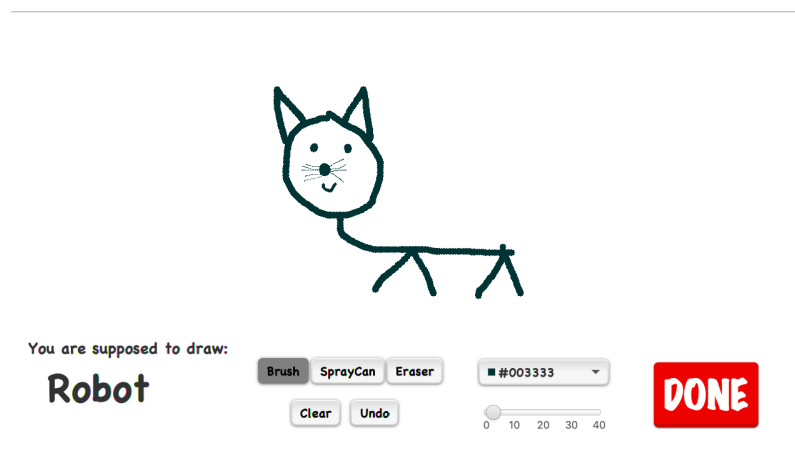 You are supposed to draw:
Robot
Brush SprayCan Eraser
Clear Undo
#003333
0 10 20 30 40
DONE